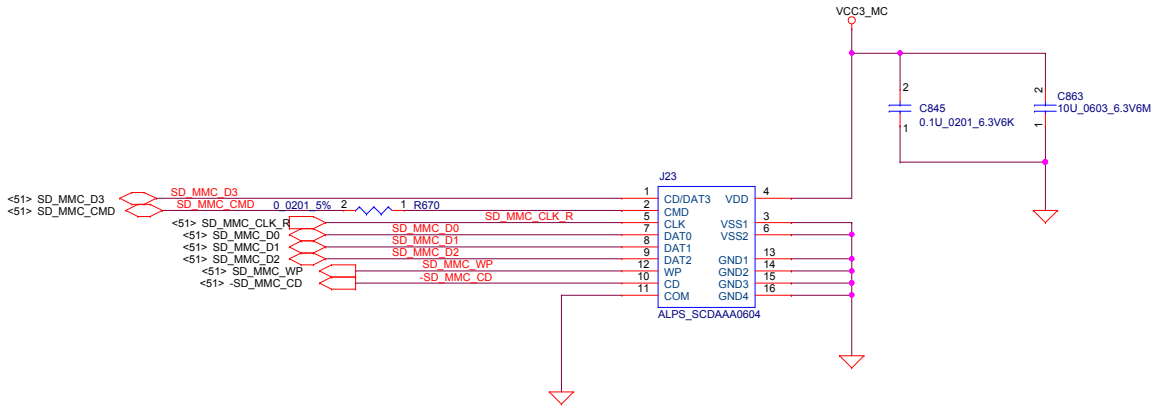 VCC3_MC
2
C845
1
0.1U_0201_6.3V6K
2
C863
10U_0603_6.3V6M
1
J23
<51> SD_MMC_D3 SD_MMC_D3 1 CD/DAT3 VDD 4
<51> SD_MMC_CMD SD_MMC_CMD 0_0201_5% 2 1 R670 2 CMD
<51> SD_MMC_CLK_R SD_MMC_CLK_R 5 CLK VSS1 3
<51> SD_MMC_D0 SD_MMC_D0 7 DAT0 VSS2 6
<51> SD_MMC_D1 SD_MMC_D1 8 DAT1
<51> SD_MMC_D2 SD_MMC_D2 9 DAT2 GND1 13
<51> SD_MMC_WP SD_MMC_WP 12 WP GND2 14
<51> -SD_MMC_CD -SD_MMC_CD 10 CD GND3 15
11 COM GND4 16
ALPS_SCDAAA0604